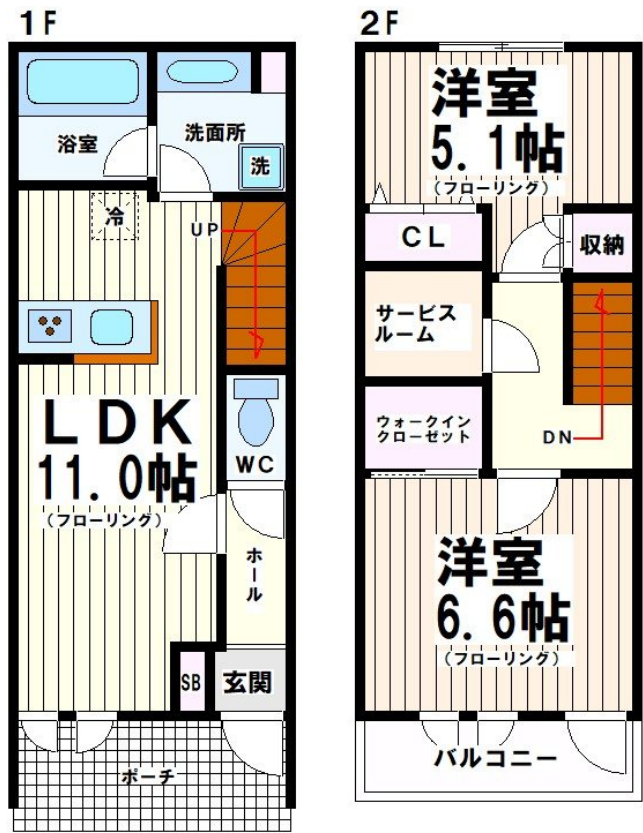 1F
浴室
洗面所
洗
冷
UP
LDK
11.0帖
(フローリング)
WC
ホール
SB
玄関
ポーチ
2F
洋室
5.1帖
(フローリング)
CL
収納
サービス
ルーム
ウォークイン
クローゼット
DN
洋室
6.6帖
(フローリング)
バルコニー